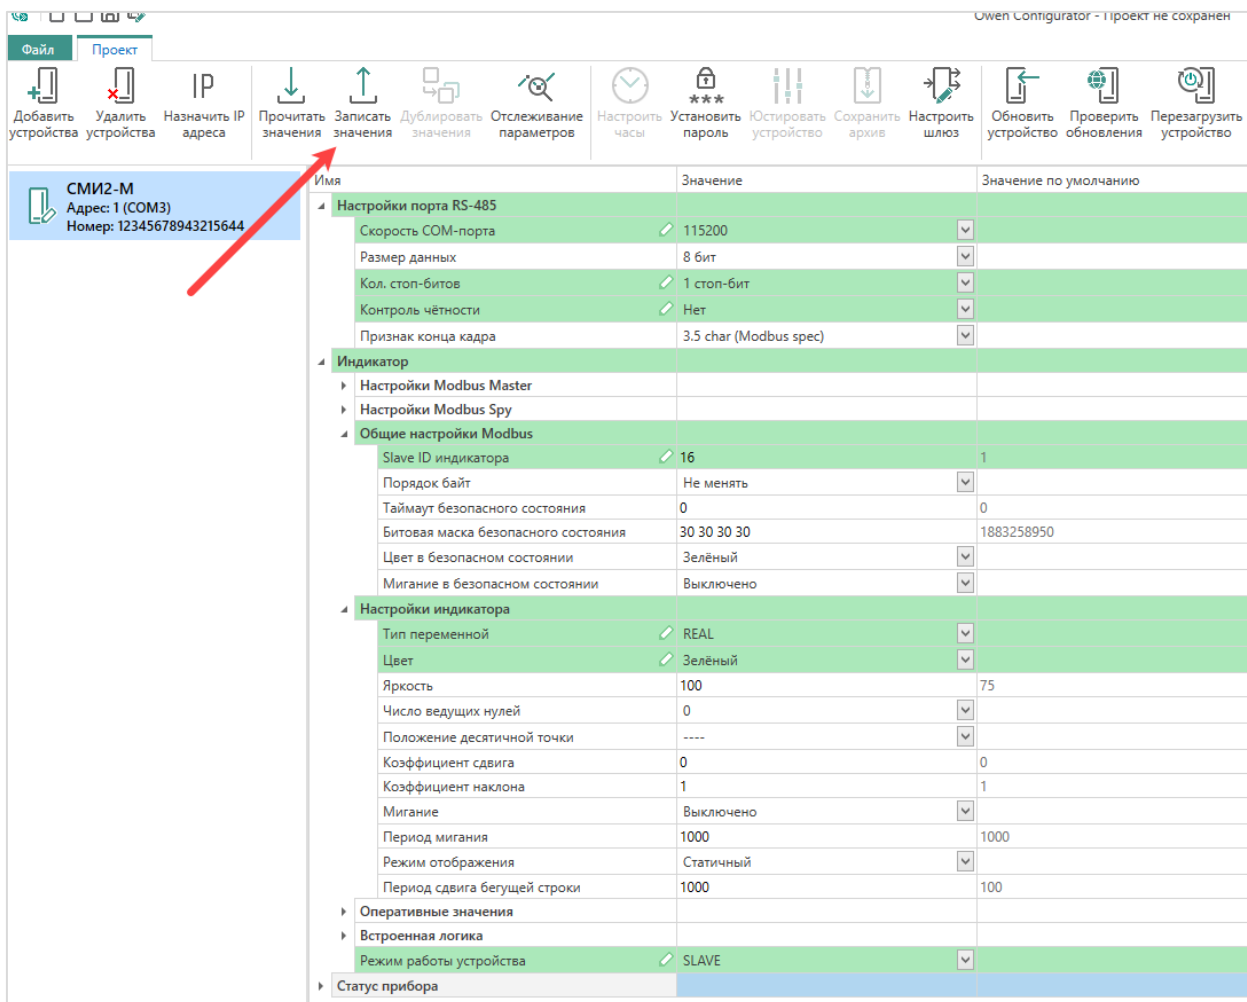 Owen Configurator - Проект не сохранен
Файл
Проект
Добавить устройства
Удалить устройства
Назначить IP адреса
Прочитать значения
Записать значения
Дублировать значения
Отслеживание параметров
Настроить часы
Установить пароль
Юстировать устройство
Сохранить архив
Настроить шлюз
Обновить устройство
Проверить обновления
Перезагрузить устройство
СМИ2-М
Адрес: 1 (COM3)
Номер: 12345678943215644
Имя Значение Значение по умолчанию
Настройки порта RS-485
Скорость COM-порта 115200
Размер данных 8 бит
Кол. стоп-битов 1 стоп-бит
Контроль чётности Нет
Признак конца кадра 3.5 char (Modbus spec)
Индикатор
Настройки Modbus Master
Настройки Modbus Spy
Общие настройки Modbus
Slave ID индикатора 16 1
Порядок байт Не менять
Таймаут безопасного состояния 0 0
Битовая маска безопасного состояния 30 30 30 30 1883258950
Цвет в безопасном состоянии Зелёный
Мигание в безопасном состоянии Выключено
Настройки индикатора
Тип переменной REAL
Цвет Зелёный
Яркость 100 75
Число ведущих нулей 0
Положение десятичной точки ----
Коэффициент сдвига 0 0
Коэффициент наклона 1 1
Мигание Выключено
Период мигания 1000 1000
Режим отображения Статичный
Период сдвига бегущей строки 1000 100
Оперативные значения
Встроенная логика
Режим работы устройства SLAVE
Статус прибора